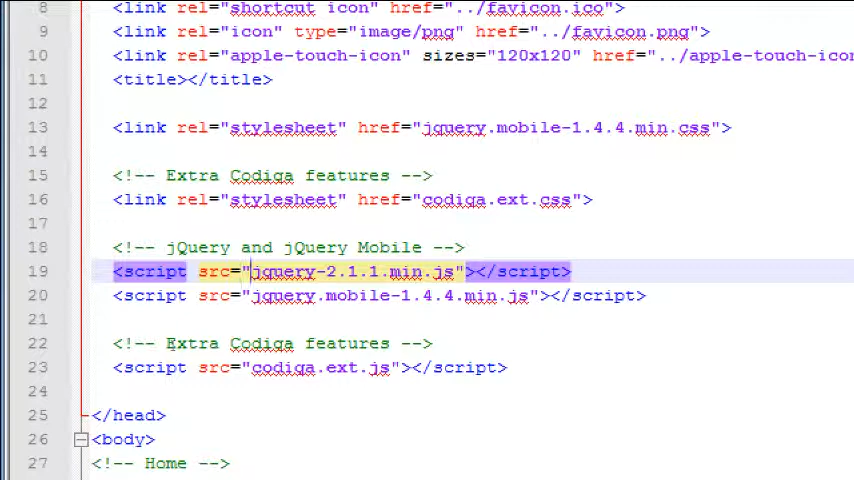 8 <link rel="shortcut icon" href="../favicon.ico">
9 <link rel="icon" type="image/png" href="../favicon.png">
10 <link rel="apple-touch-icon" sizes="120x120" href="../apple-touch-ico
11 <title></title>
12
13 <link rel="stylesheet" href="jquery.mobile-1.4.4.min.css">
14
15 <!-- Extra Codiqa features -->
16 <link rel="stylesheet" href="codiqa.ext.css">
17
18 <!-- jQuery and jQuery Mobile -->
19 <script src="jquery-2.1.1.min.js"></script>
20 <script src="jquery.mobile-1.4.4.min.js"></script>
21
22 <!-- Extra Codiqa features -->
23 <script src="codiqa.ext.js"></script>
24
25 </head>
26 <body>
27 <!-- Home -->